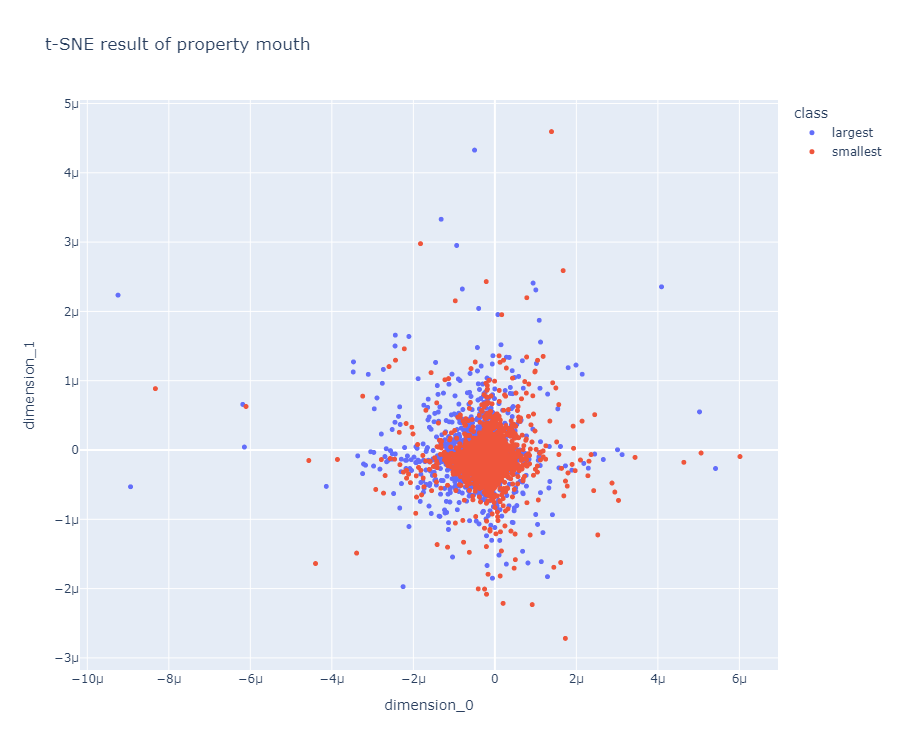 t-SNE result of property mouth
class
largest
smallest
5μ
4μ
3μ
2μ
1μ
0
−1μ
−2μ
−3μ
dimension_1
−10μ
−8μ
−6μ
−4μ
−2μ
0
2μ
4μ
6μ
dimension_0